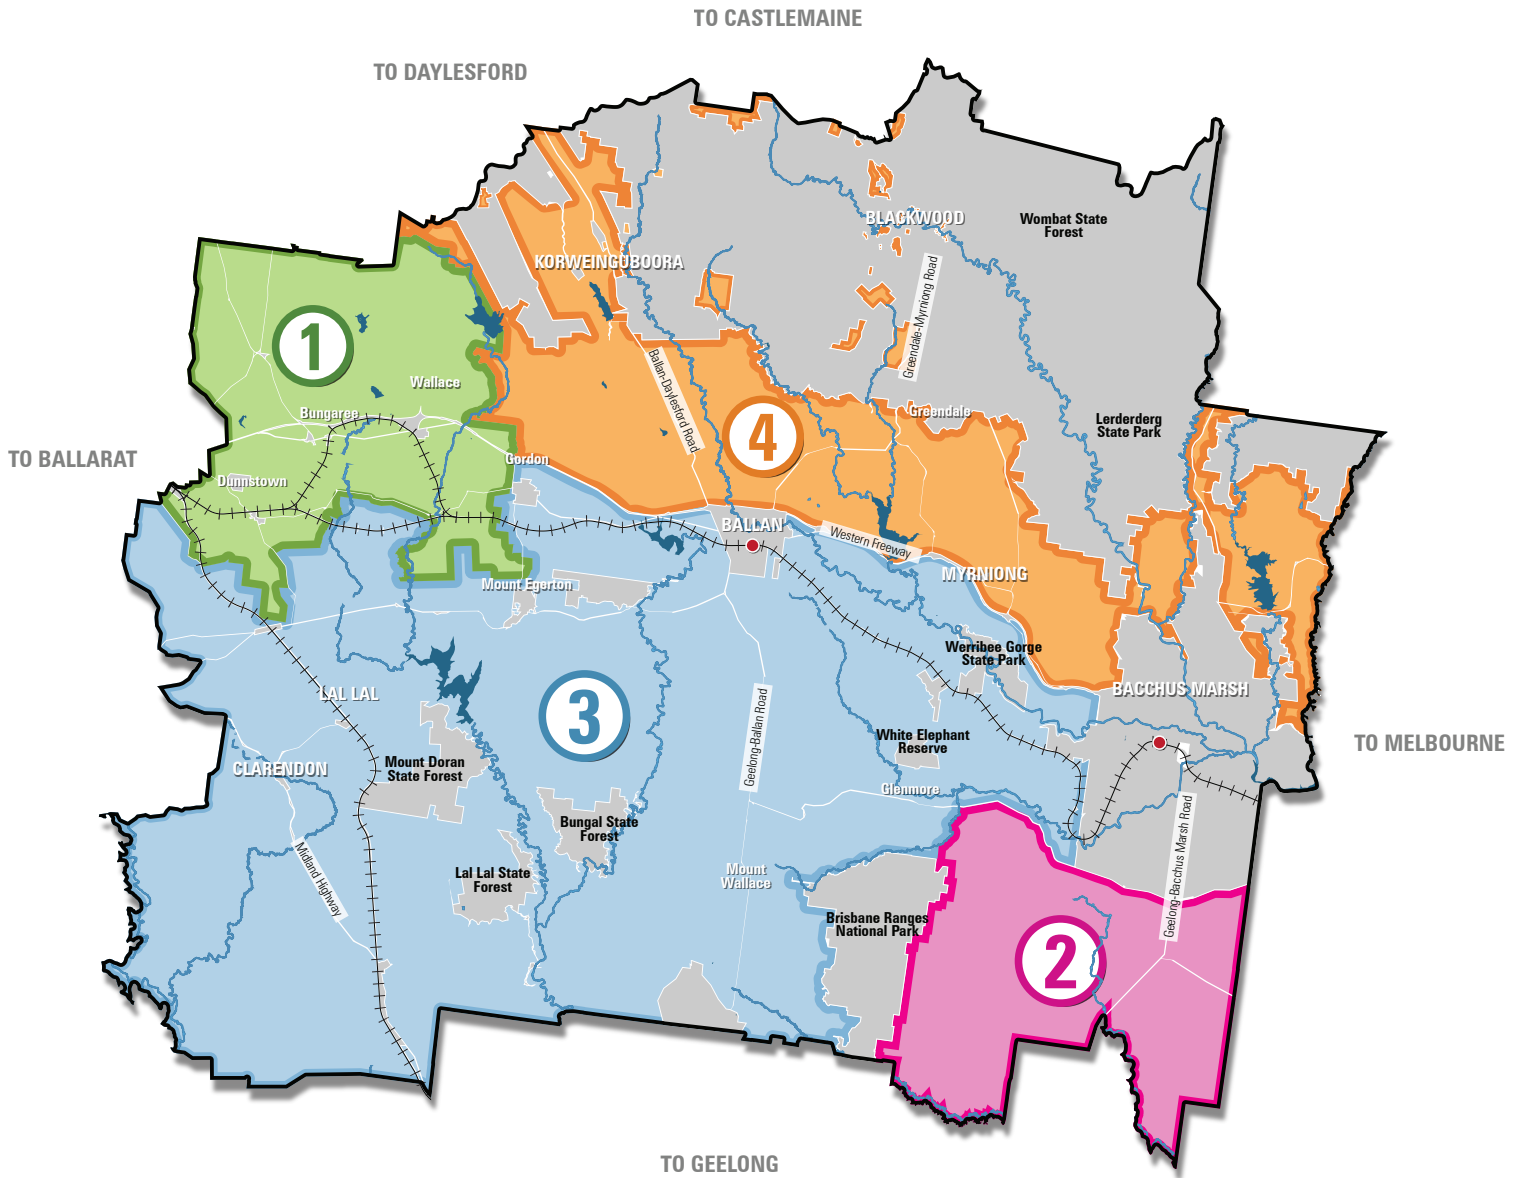 TO CASTLEMAINE
TO DAYLESFORD
BLACKWOOD
Wombat State
Forest
KORWEINGUBOORA
Greendale-Myrniong Road
1
Wallace
Ballan-Daylesford Road
Bungaree
Greendale
Lerderderg
State Park
4
TO BALLARAT
Gordon
Dunnstown
BALLAN
Western Freeway
MYRNIONG
Mount Egerton
Werribee Gorge
State Park
LAL LAL
BACCHUS MARSH
3
Geelong-Ballan Road
White Elephant
Reserve
TO MELBOURNE
CLARENDON
Mount Doran
State Forest
Glenmore
Bungal State
Forest
Geelong-Bacchus Marsh Road
Midland Highway
Lal Lal State
Forest
Mount
Wallace
Brisbane Ranges
National Park
2
TO GEELONG